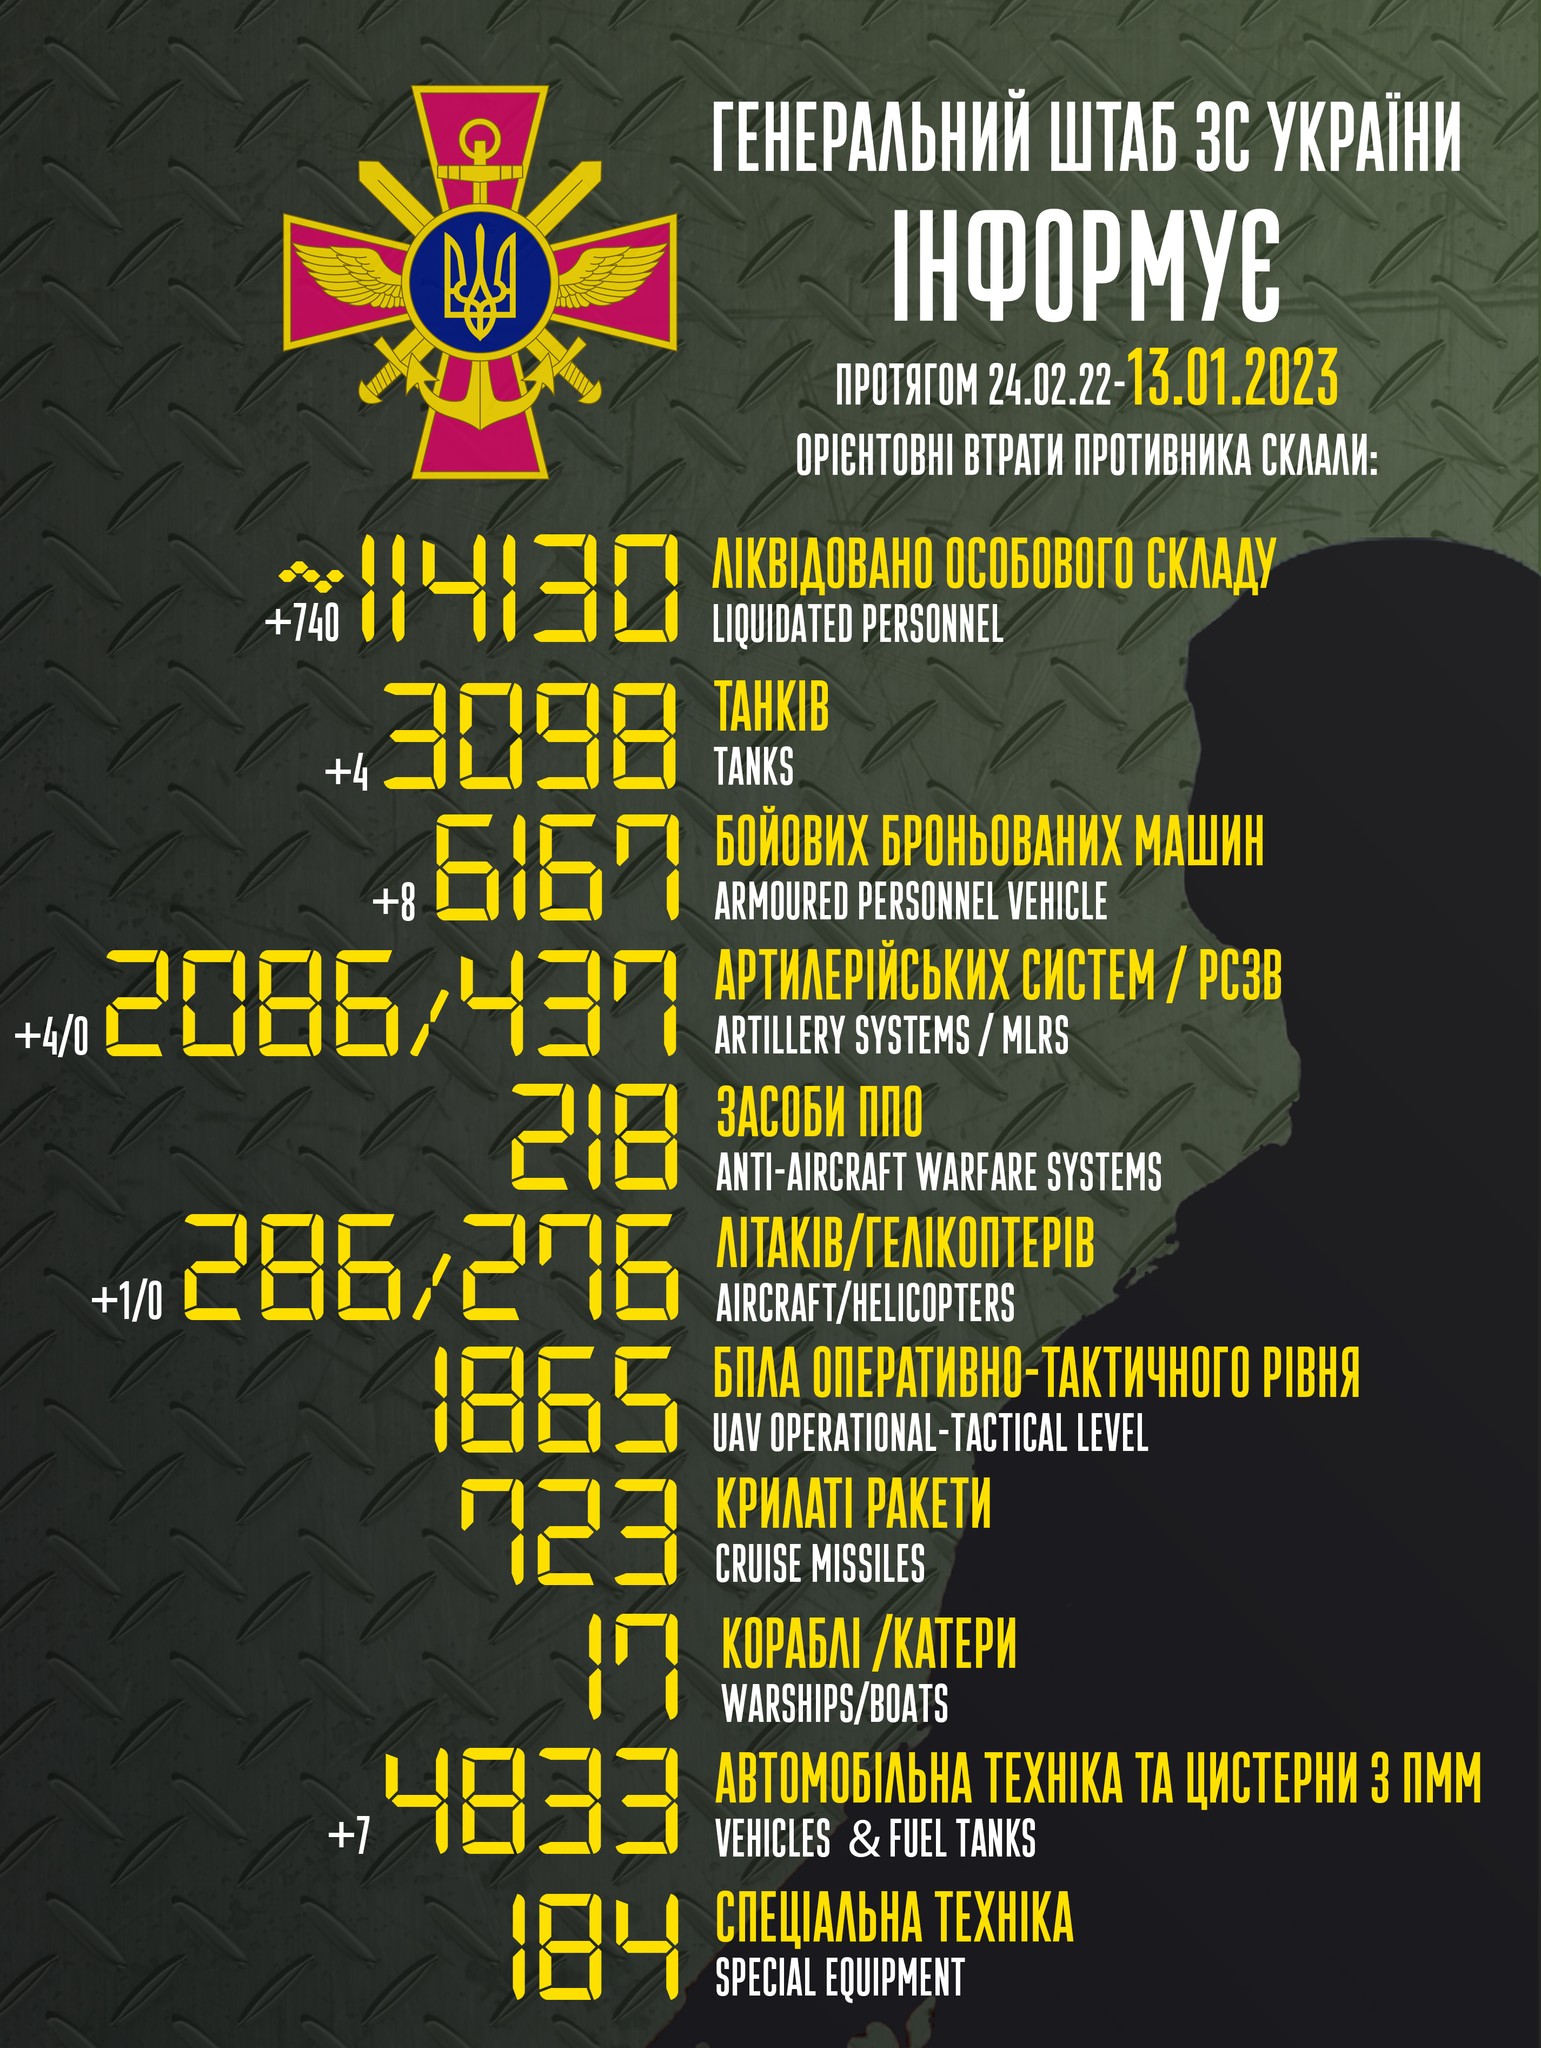 ГЕНЕРАЛЬНИЙ ШТАБ ЗС УКРАЇНИ
ІНФОРМУЄ
ПРОТЯГОМ 24.02.22-13.01.2023
ОРІЄНТОВНІ ВТРАТИ ПРОТИВНИКА СКЛАЛИ:
~114130 ЛІКВІДОВАНО ОСОБОВОГО СКЛАДУ
+740 LIQUIDATED PERSONNEL
3098 ТАНКІВ
+4 TANKS
6167 БОЙОВИХ БРОНЬОВАНИХ МАШИН
+8 ARMOURED PERSONNEL VEHICLE
2086/437 АРТИЛЕРІЙСЬКИХ СИСТЕМ / РСЗВ
+4/0 ARTILLERY SYSTEMS / MLRS
218 ЗАСОБИ ППО
ANTI-AIRCRAFT WARFARE SYSTEMS
286/276 ЛІТАКІВ/ГЕЛІКОПТЕРІВ
+1/0 AIRCRAFT/HELICOPTERS
1865 БПЛА ОПЕРАТИВНО-ТАКТИЧНОГО РІВНЯ
UAV OPERATIONAL-TACTICAL LEVEL
723 КРИЛАТІ РАКЕТИ
CRUISE MISSILES
17 КОРАБЛІ /КАТЕРИ
WARSHIPS/BOATS
4833 АВТОМОБІЛЬНА ТЕХНІКА ТА ЦИСТЕРНИ З ПММ
+7 VEHICLES & FUEL TANKS
184 СПЕЦІАЛЬНА ТЕХНІКА
SPECIAL EQUIPMENT